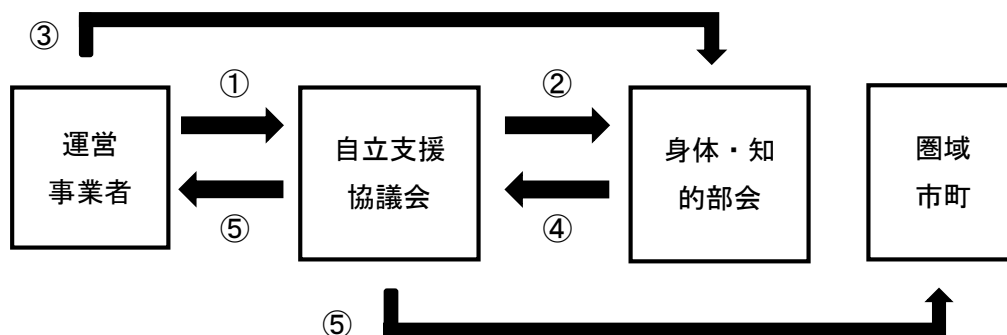 ③
①
②
運営
事業者
自立支援
協議会
身体・知
的部会
圏域
市町
⑤
④
⑤